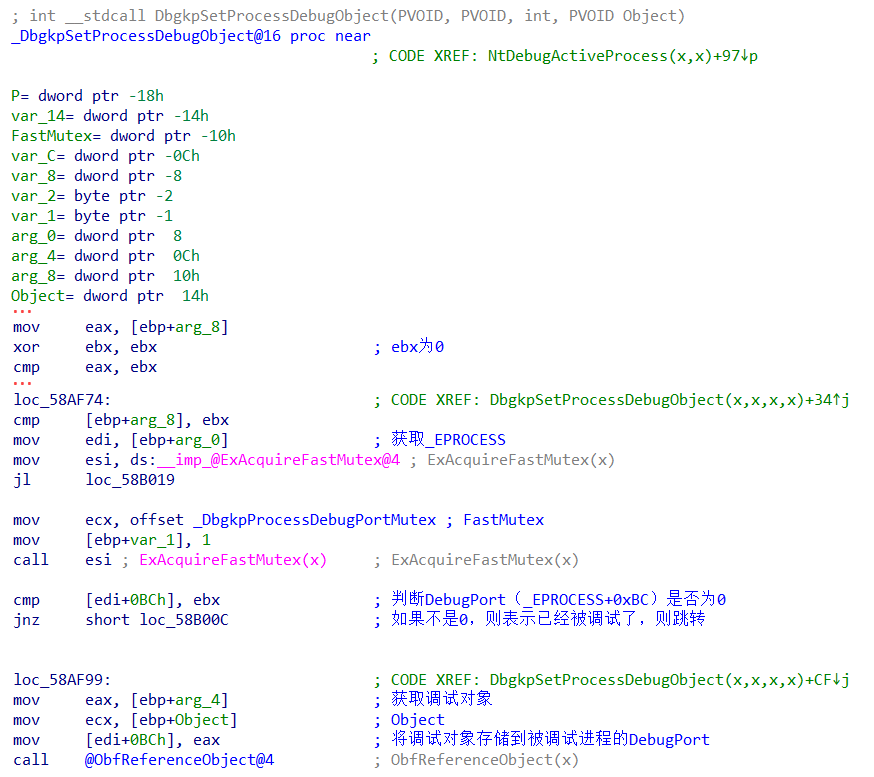 ; int __stdcall DbgkpSetProcessDebugObject(PVOID, PVOID, int, PVOID Object)
_DbgkpSetProcessDebugObject@16 proc near
; CODE XREF: NtDebugActiveProcess(x,x)+97↓p
P= dword ptr -18h
var_14= dword ptr -14h
FastMutex= dword ptr -10h
var_C= dword ptr -0Ch
var_8= dword ptr -8
var_2= byte ptr -2
var_1= byte ptr -1
arg_0= dword ptr  8
arg_4= dword ptr  0Ch
arg_8= dword ptr  10h
Object= dword ptr  14h
...
mov     eax, [ebp+arg_8]
xor     ebx, ebx ; ebx为0
cmp     eax, ebx
...
loc_58AF74: ; CODE XREF: DbgkpSetProcessDebugObject(x,x,x,x)+34↑j
cmp     [ebp+arg_8], ebx
mov     edi, [ebp+arg_0] ; 获取_EPROCESS
mov     esi, ds:__imp_@ExAcquireFastMutex@4 ; ExAcquireFastMutex(x)
jl      loc_58B019
mov     ecx, offset _DbgkpProcessDebugPortMutex ; FastMutex
mov     [ebp+var_1], 1
call    esi ; ExAcquireFastMutex(x) ; ExAcquireFastMutex(x)
cmp     [edi+0BCh], ebx ; 判断DebugPort（_EPROCESS+0xBC）是否为0
jnz     short loc_58B00C ; 如果不是0，则表示已经被调试了，则跳转
loc_58AF99: ; CODE XREF: DbgkpSetProcessDebugObject(x,x,x,x)+CF↓j
mov     eax, [ebp+arg_4] ; 获取调试对象
mov     ecx, [ebp+Object] ; Object
mov     [edi+0BCh], eax ; 将调试对象存储到被调试进程的DebugPort
call    @ObfReferenceObject@4 ; ObfReferenceObject(x)